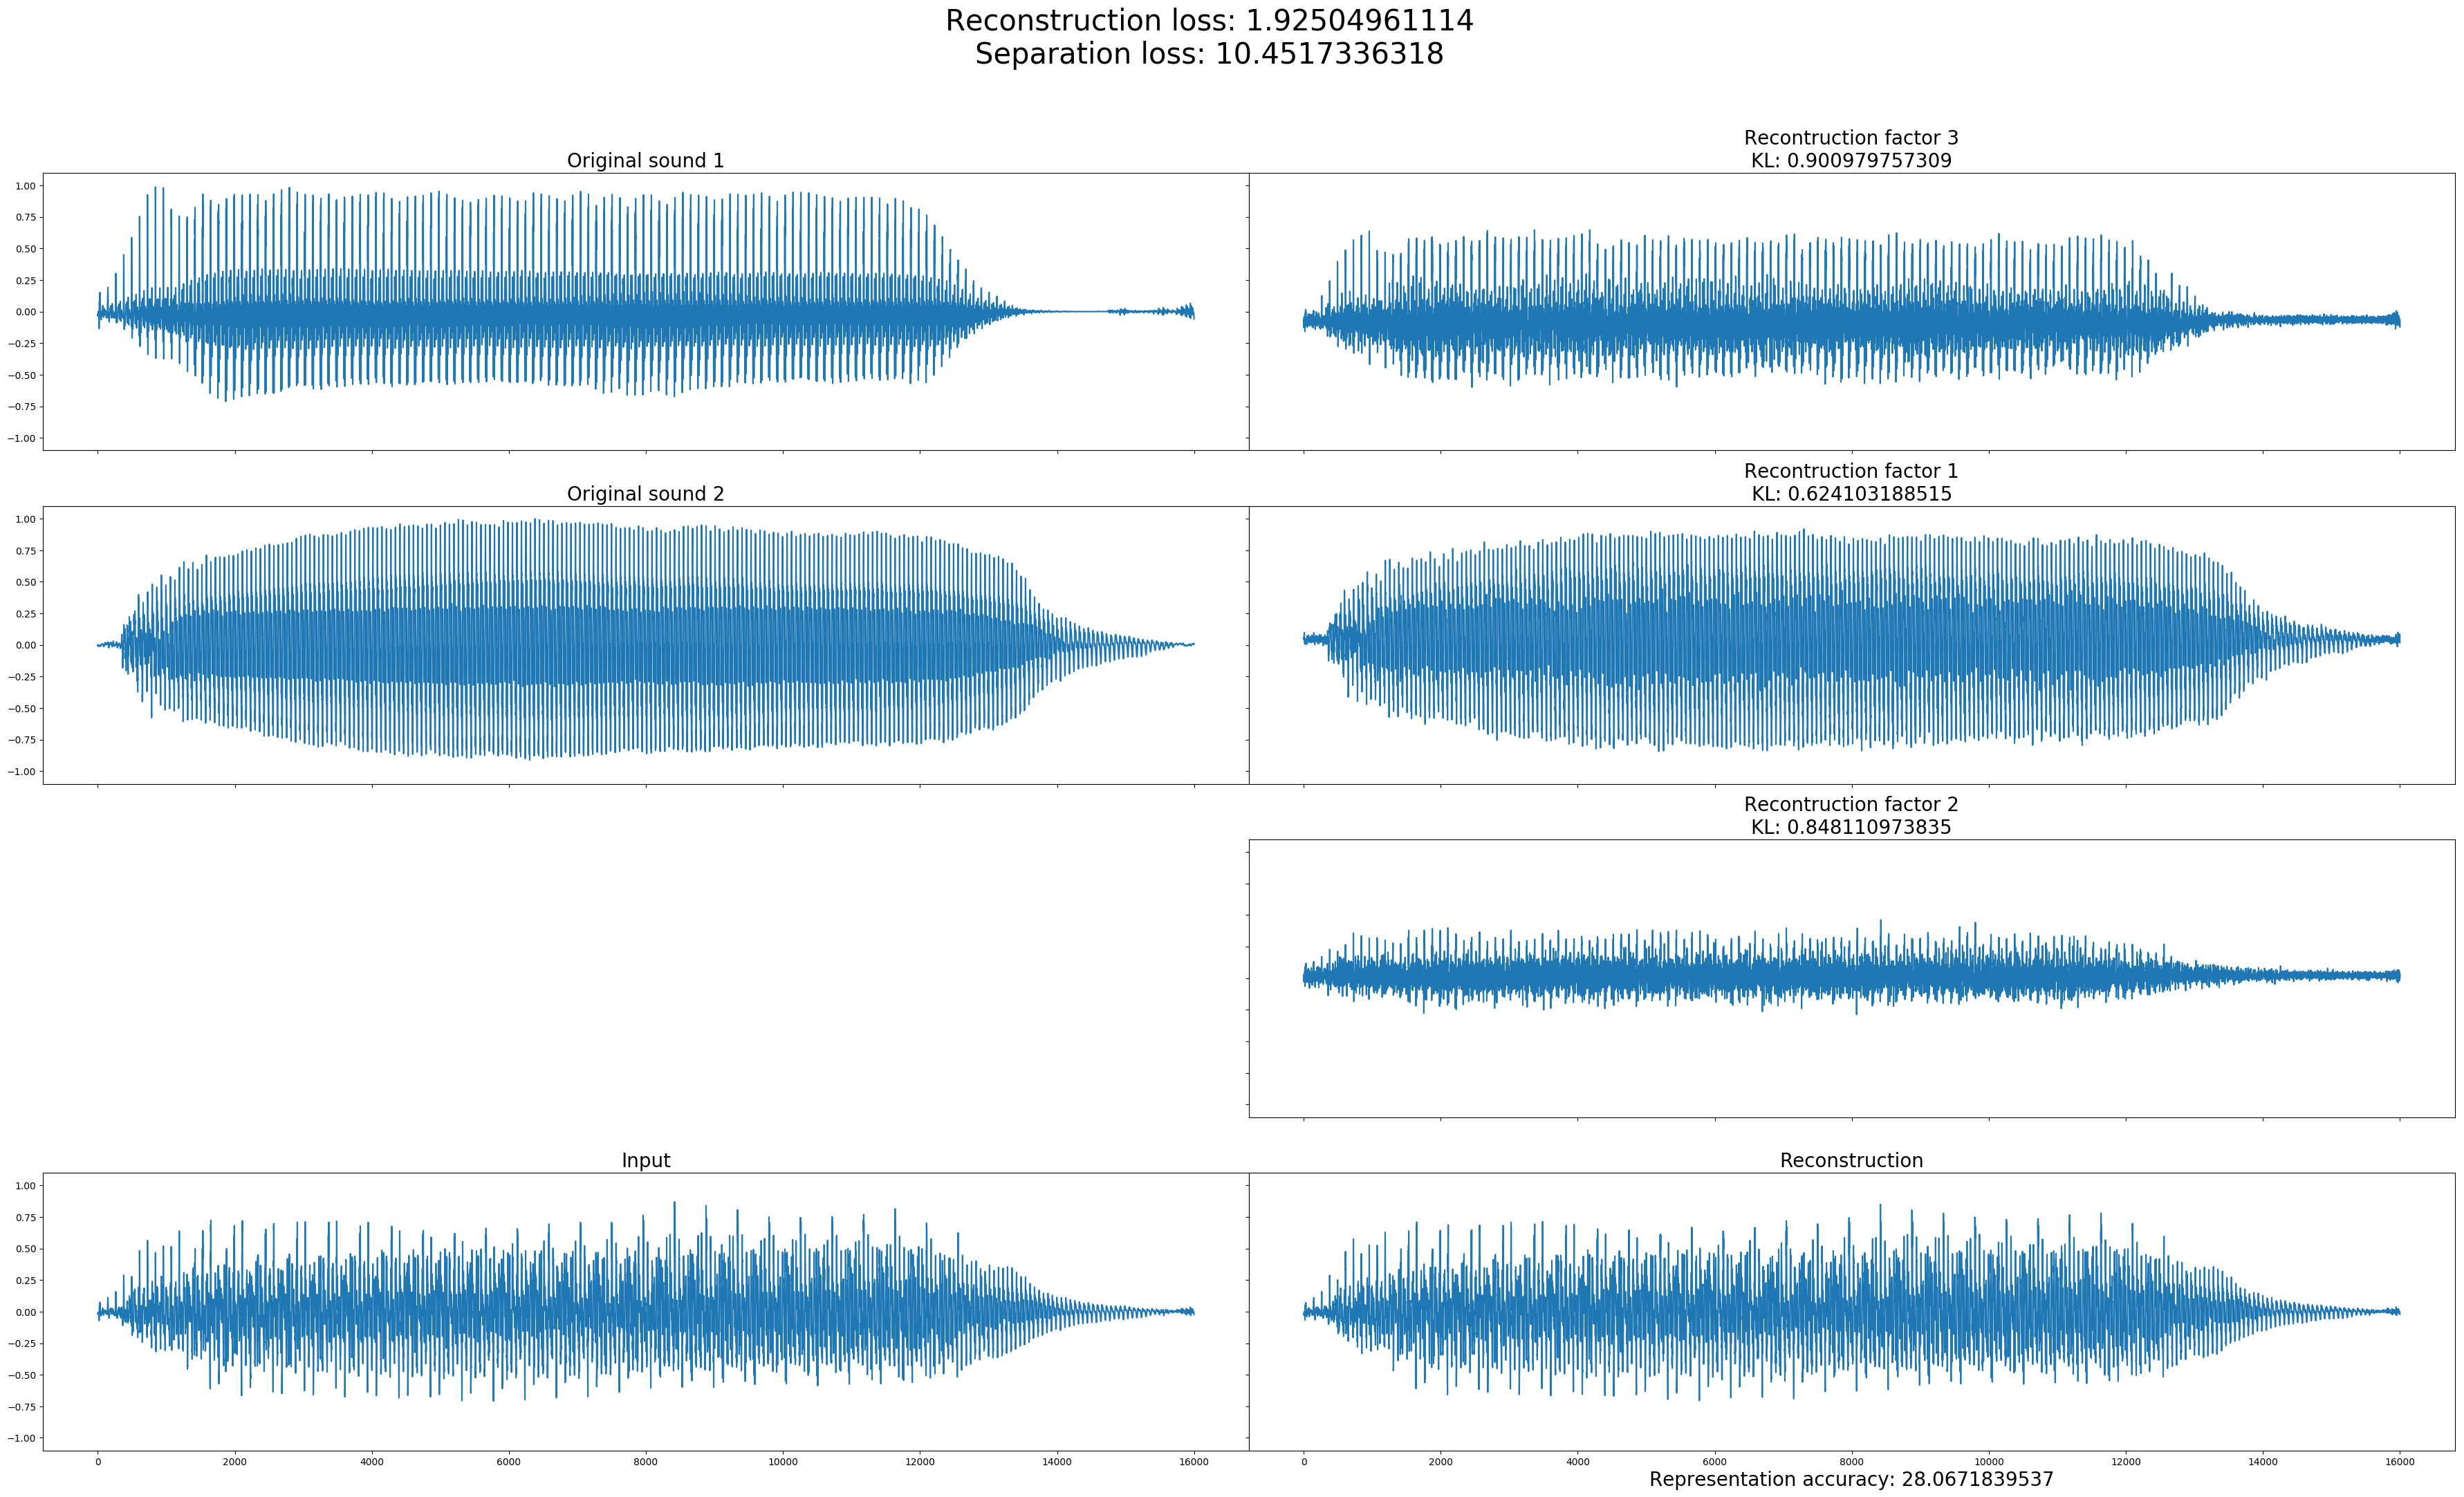 Reconstruction loss: 1.92504961114
Separation loss: 10.4517336318
Original sound 1
Recontruction factor 3
KL: 0.900979757309
1.00
0.75
0.50
0.25
0.00
−0.25
−0.50
−0.75
−1.00
Original sound 2
Recontruction factor 1
KL: 0.624103188515
1.00
0.75
0.50
0.25
0.00
−0.25
−0.50
−0.75
−1.00
Recontruction factor 2
KL: 0.848110973835
Input
Reconstruction
1.00
0.75
0.50
0.25
0.00
−0.25
−0.50
−0.75
−1.00
0 2000 4000 6000 8000 10000 12000 14000 16000
0 2000 4000 6000 8000 10000 12000 14000 16000
Representation accuracy: 28.0671839537